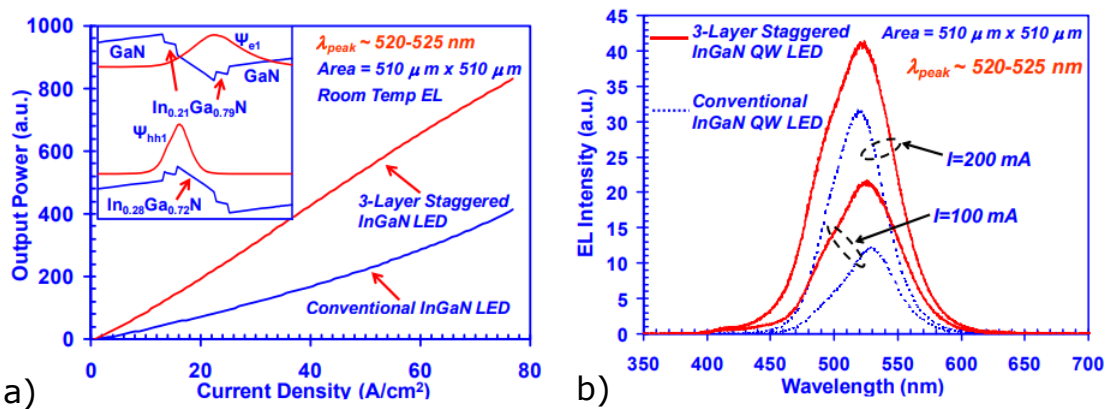 1000
800
600
400
200
0
Output Power (a.u.)
0
20
40
60
80
Current Density (A/cm²)
GaN
Ψe1
GaN
In0.21Ga0.79N
Ψhh1
In0.28Ga0.72N
λpeak ~ 520-525 nm
Area = 510 μm x 510 μm
Room Temp EL
3-Layer Staggered
InGaN LED
Conventional InGaN LED
a)
45
40
35
30
25
20
15
10
5
0
EL Intensity (a.u.)
350
400
450
500
550
600
650
700
Wavelength (nm)
3-Layer Staggered
InGaN QW LED
Conventional
InGaN QW LED
Area = 510 μm x 510 μm
λpeak ~ 520-525 nm
I=200 mA
I=100 mA
b)